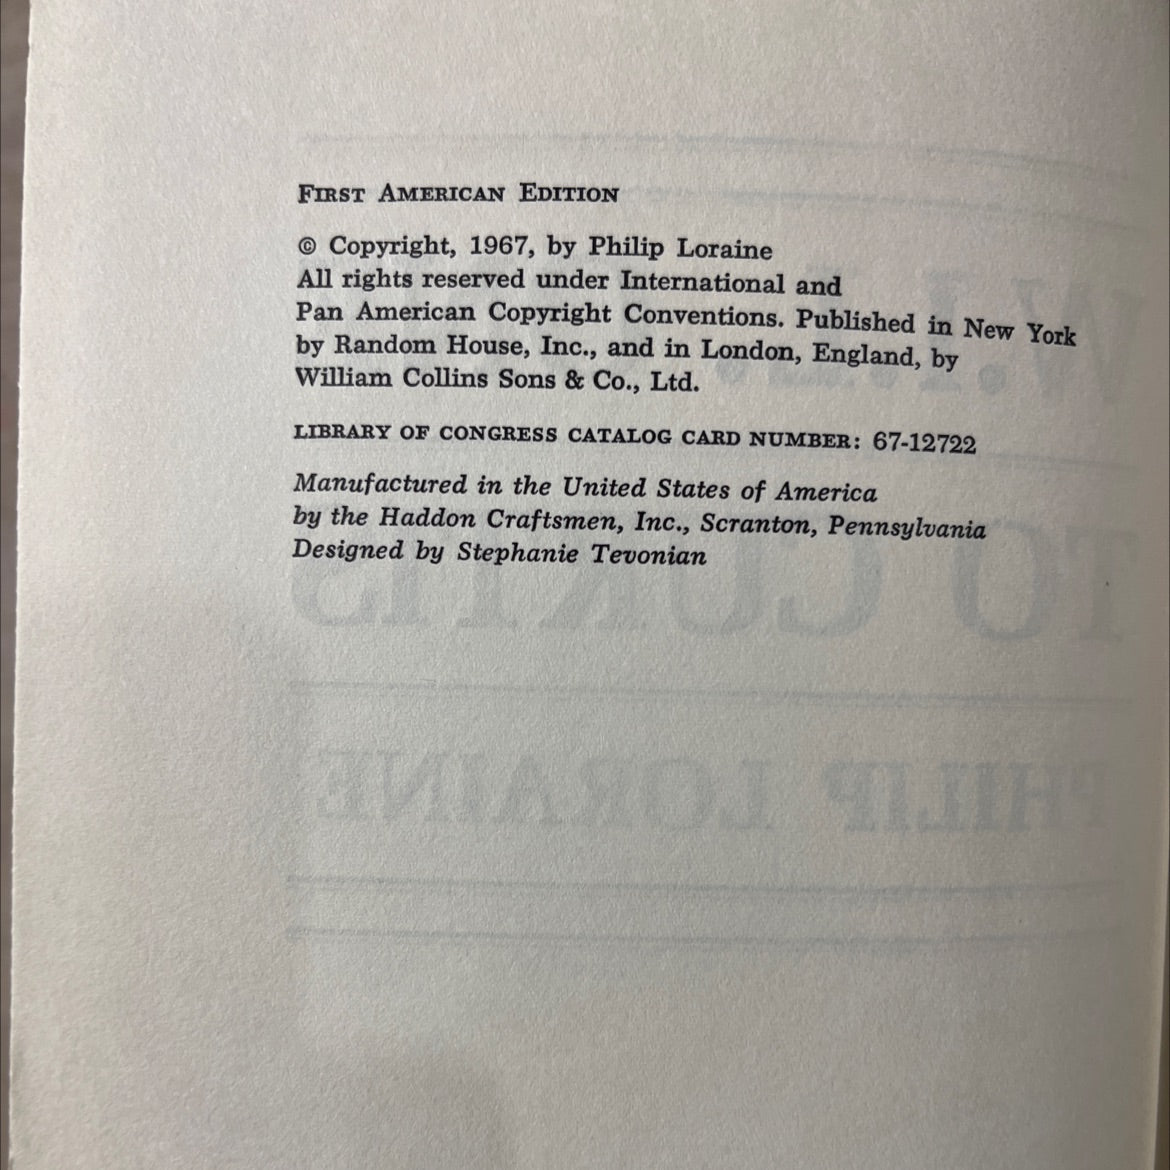 FIRST AMERICAN EDITION
© Copyright, 1967, by Philip Loraine
All rights reserved under International and
Pan American Copyright Conventions. Published in New York
by Random House, Inc., and in London, England, by
William Collins Sons & Co., Ltd.
LIBRARY OF CONGRESS CATALOG CARD NUMBER: 67-12722
Manufactured in the United States of America
by the Haddon Craftsmen, Inc., Scranton, Pennsylvania
Designed by Stephanie Tevonian
PHILIP LORAINE